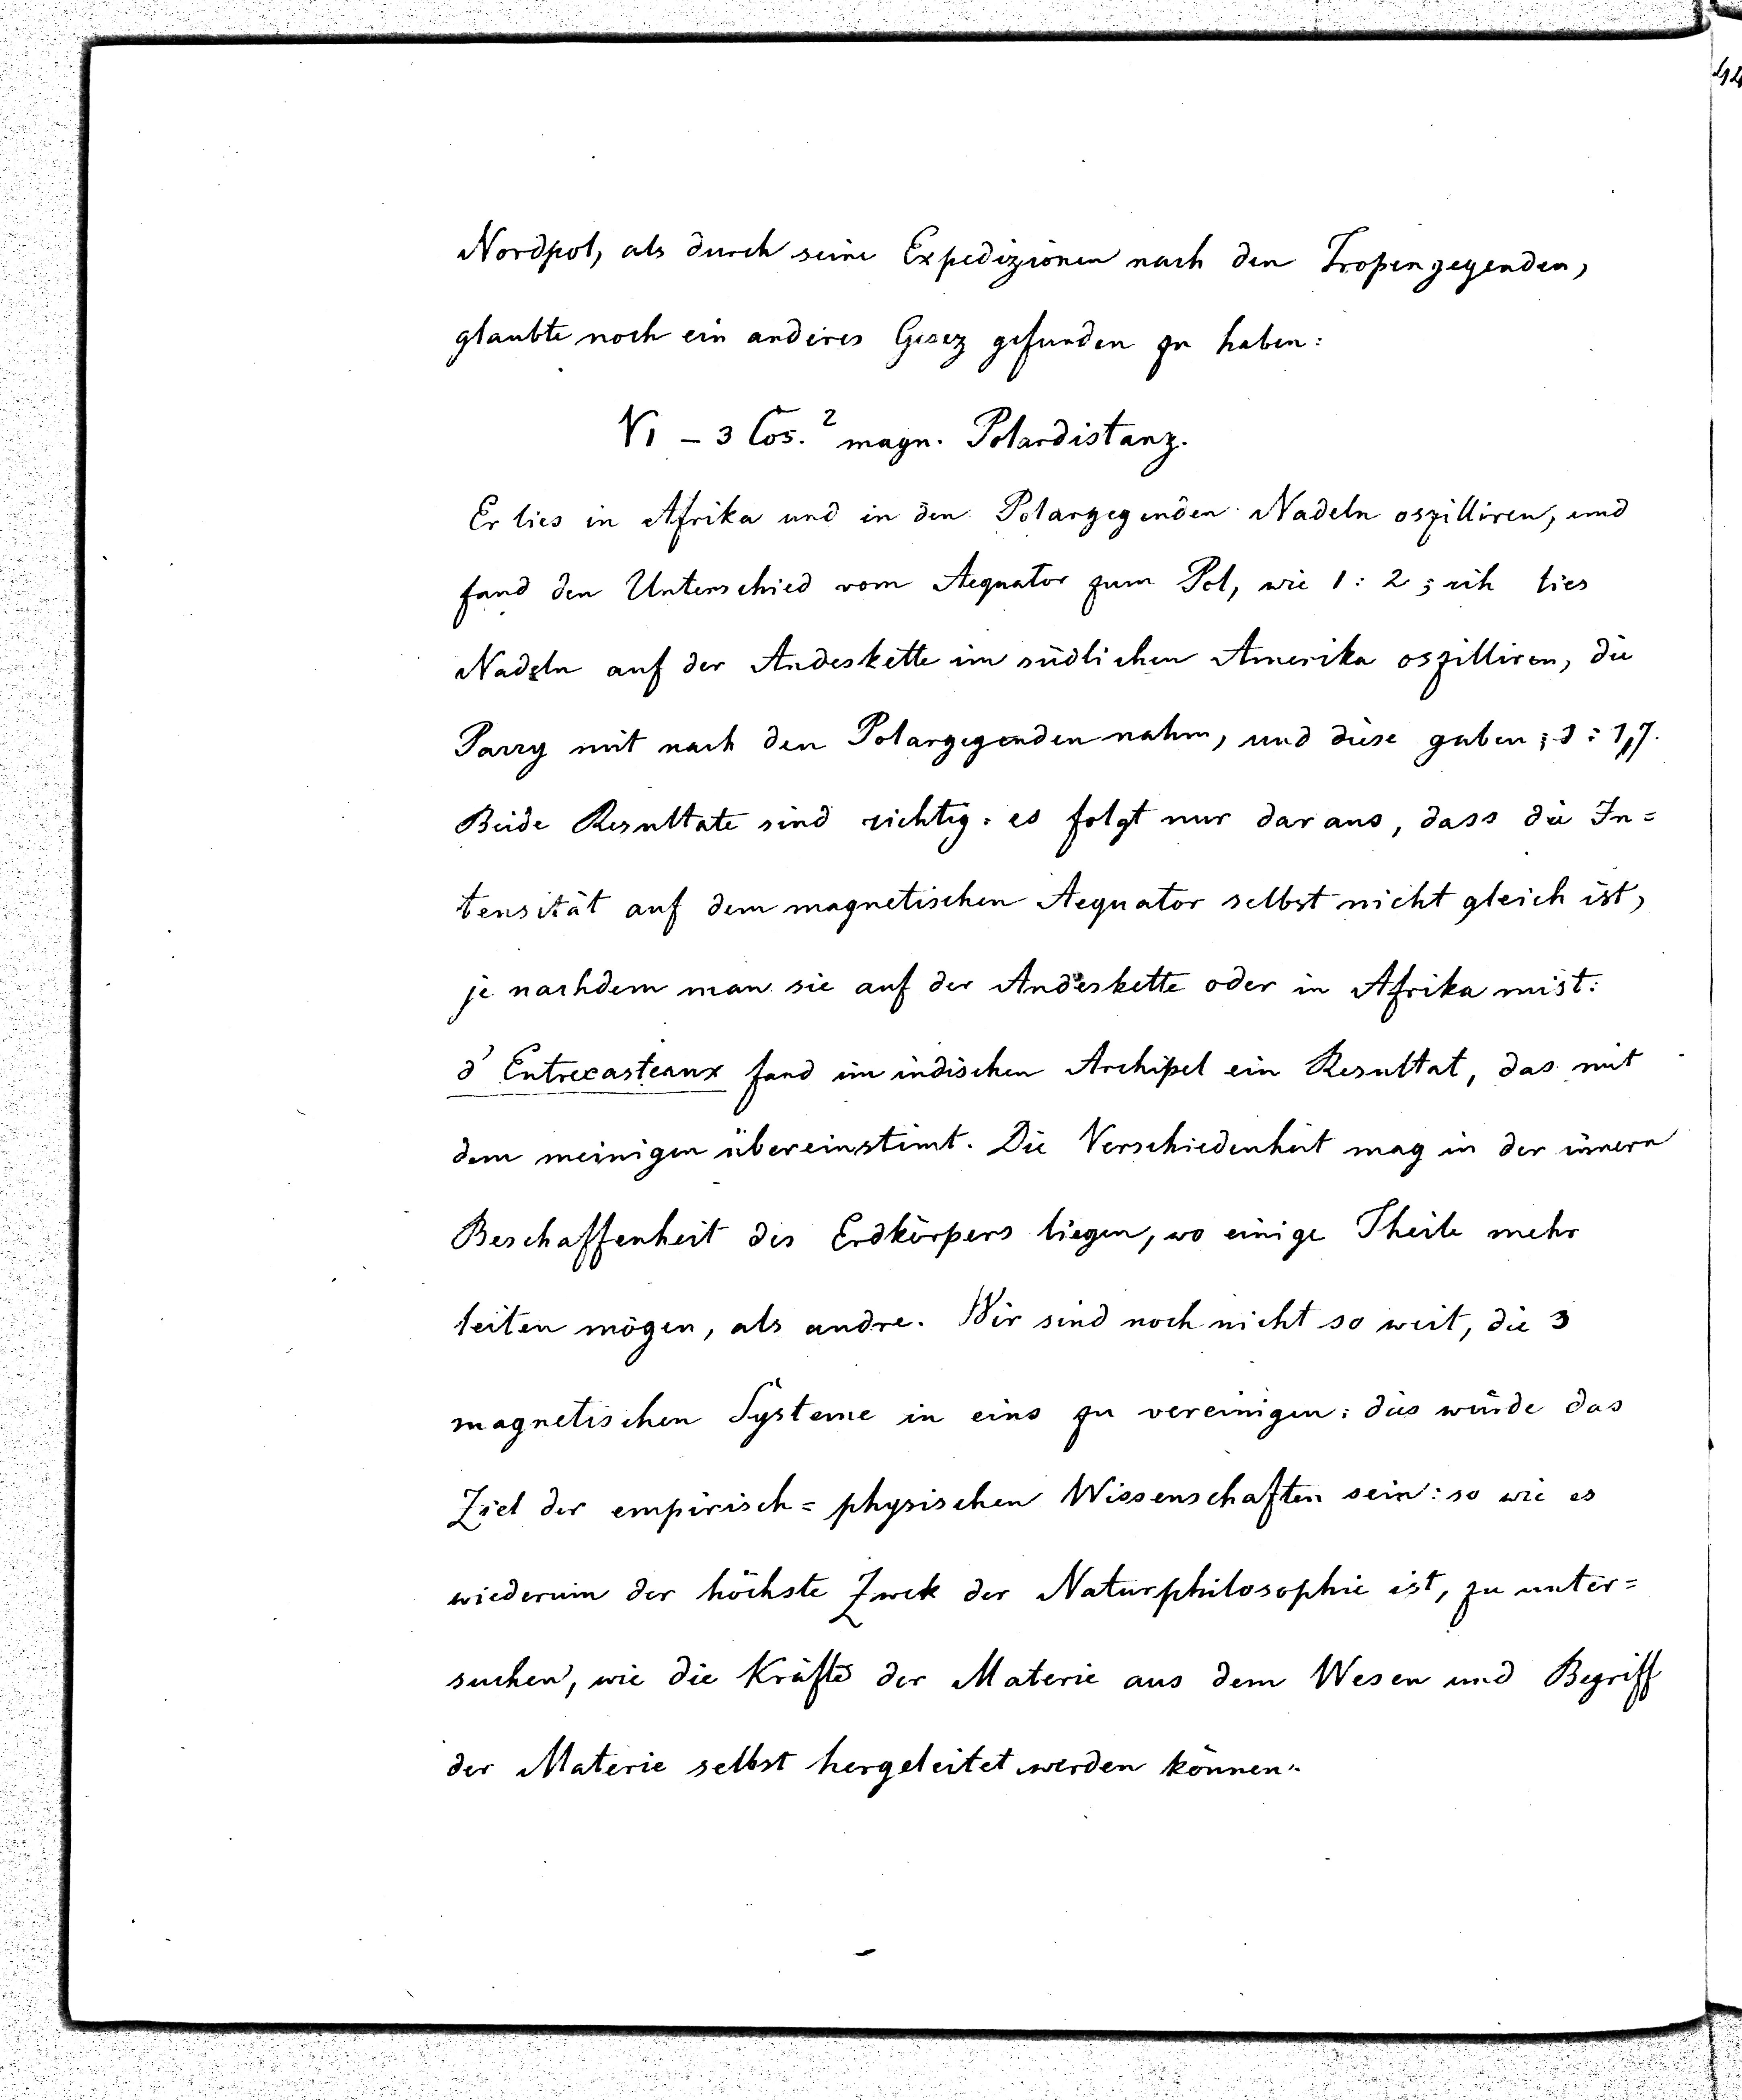 Nordpol, als durch seine Expedizionen nach den Tropengegenden,
glaubte noch ein anderes Gesez gefunden zu haben:
√1 – 3 Cos.² magn. Polardistanz.
Er lies in Afrika und in den Polargegenden Nadeln oszilliren, und
fand den Unterschied vom Aequator zum Pol, wie 1 : 2 ; ich lies
Nadeln auf der Andeskette im südlichen Amerika oszilliren, die
Parry mit nach den Polargegenden nahm, und diese gaben ; 1 : 1,7.
Beide Resultate sind richtig: es folgt nur daraus, dass die In=
tensität auf dem magnetischen Aequator selbst nicht gleich ist,
je nachdem man sie auf der Andeskette oder in Afrika mist:
d'Entrecasteaux fand im indischen Archipel ein Resultat, das mit
dem meinigen übereinstimt. Die Verschiedenheit mag in der innern
Beschaffenheit des Erdkörpers liegen, wo einige Theile mehr
leiten mögen, als andre. Wir sind noch nicht so weit, die 3
magnetischen Systeme in eins zu vereinigen: dies würde das
Ziel der empirisch=physischen Wissenschaften sein: so wie es
wiederum der höchste Zwek der Naturphilosophie ist, zu unter=
suchen, wie die Kräfte der Materie aus dem Wesen und Begriff
der Materie selbst hergeleitet werden können.